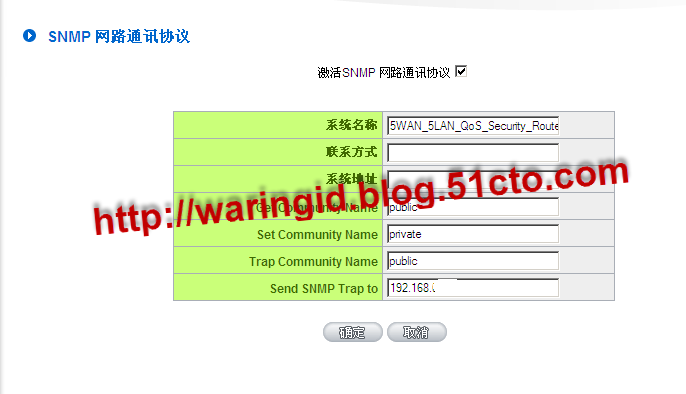 SNMP 网路通讯协议
激活SNMP 网路通讯协议
系统名称 5WAN_5LAN_QoS_Security_Route
联系方式
系统地址
http://waringid.blog.51cto.com
Get Community Name public
Set Community Name private
Trap Community Name public
Send SNMP Trap to 192.168.
确定 取消